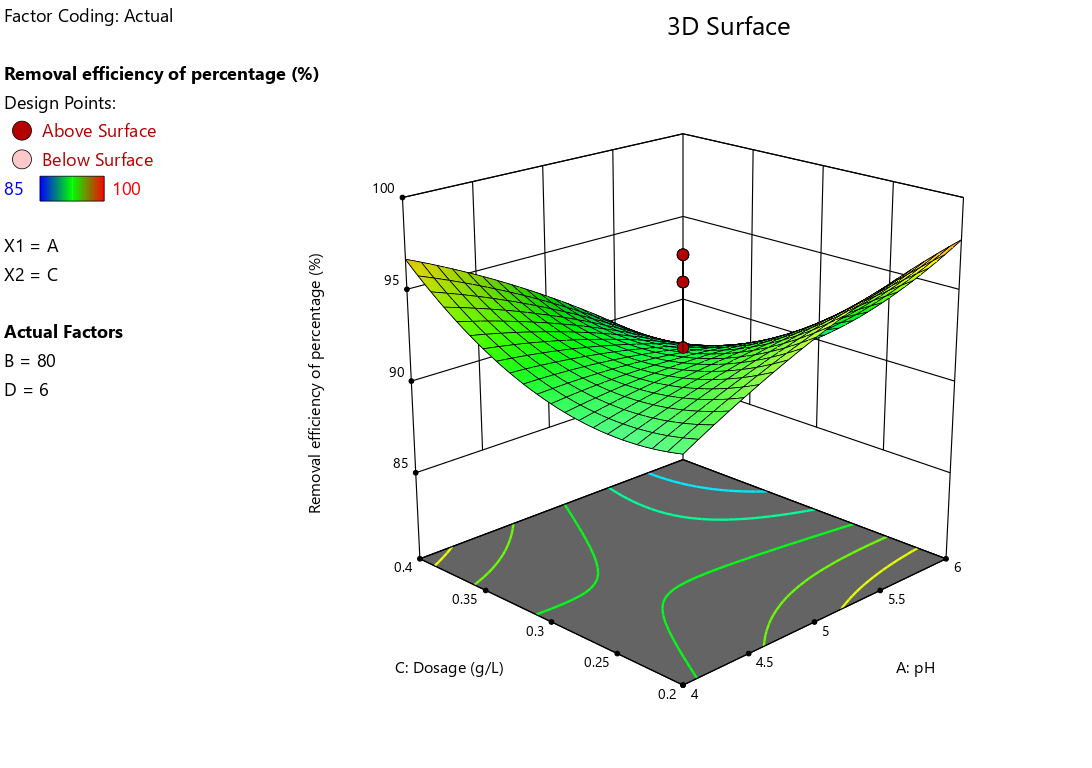 Factor Coding: Actual
3D Surface
Removal efficiency of percentage (%)
Design Points:
Above Surface
Below Surface
85 100
X1 = A
X2 = C
Actual Factors
B = 80
D = 6
Removal efficiency of percentage (%)
100
95
90
85
0.4
0.35
0.3
0.25
0.2
4
4.5
5
5.5
6
C: Dosage (g/L)
A: pH